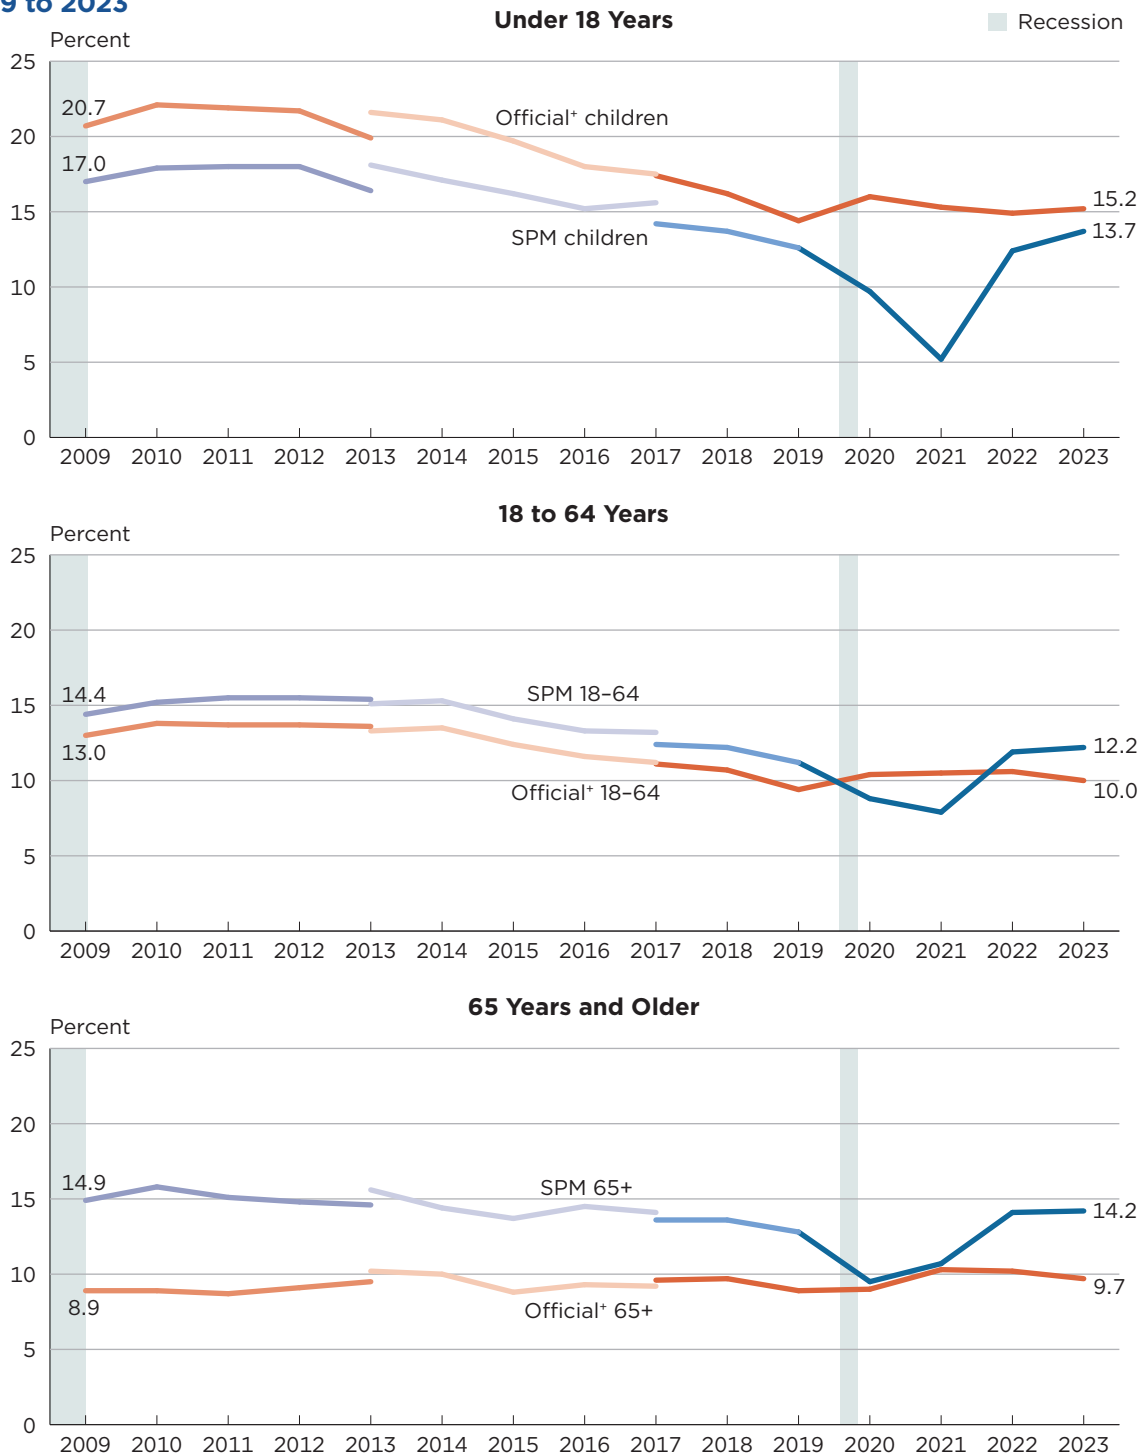 9 to 2023
Under 18 Years
Recession
Percent
25
20
15
10
5
0
20.7
17.0
Official+ children
SPM children
15.2
13.7
2009 2010 2011 2012 2013 2014 2015 2016 2017 2018 2019 2020 2021 2022 2023
18 to 64 Years
Percent
25
20
15
10
5
0
14.4
13.0
SPM 18–64
Official+ 18–64
12.2
10.0
2009 2010 2011 2012 2013 2014 2015 2016 2017 2018 2019 2020 2021 2022 2023
65 Years and Older
Percent
25
20
15
10
5
0
14.9
8.9
SPM 65+
Official+ 65+
14.2
9.7
2009 2010 2011 2012 2013 2014 2015 2016 2017 2018 2019 2020 2021 2022 2023